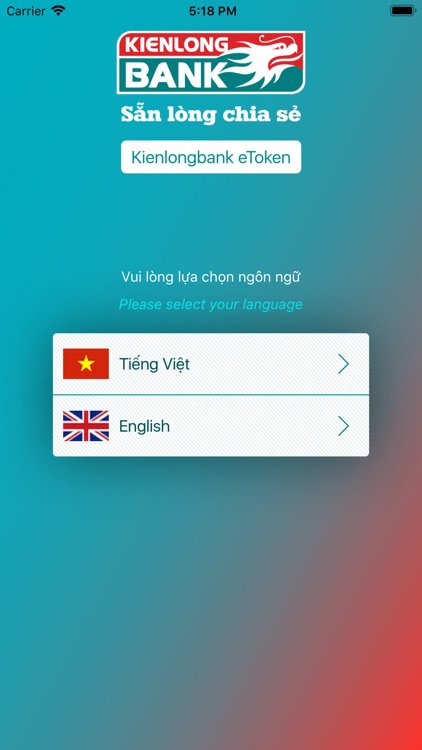 Carrier 5:18 PM
KIENLONG
BANK
Sẵn lòng chia sẻ
Kienlongbank eToken
Vui lòng lựa chọn ngôn ngữ
Please select your language
Tiếng Việt
English